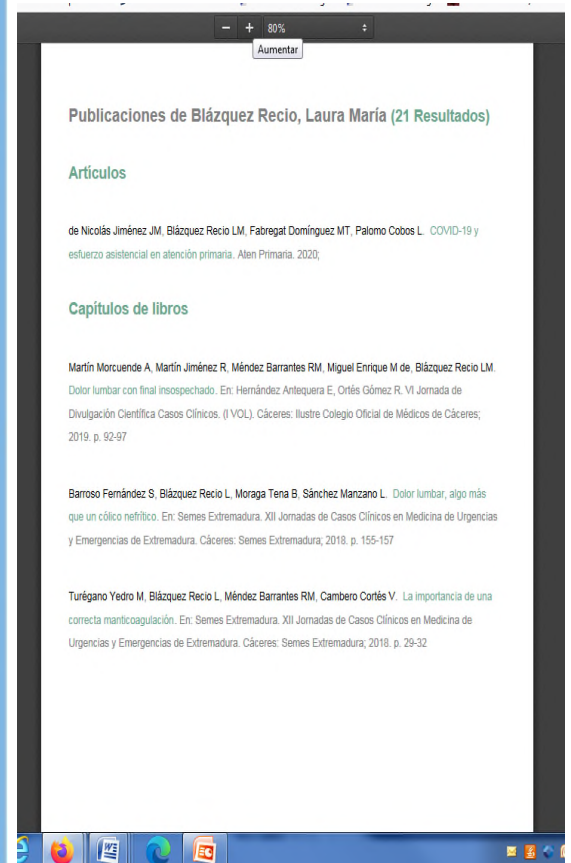 80%
Aumentar
Publicaciones de Blázquez Recio, Laura María (21 Resultados)
Artículos
de Nicolás Jiménez JM, Blázquez Recio LM, Fabregat Domínguez MT, Palomo Cobos L. COVID-19 y
esfuerzo asistencial en atención primaria. Aten Primaria. 2020;
Capítulos de libros
Martín Morcuende A, Martín Jiménez R, Méndez Barrantes RM, Miguel Enrique M de, Blázquez Recio LM.
Dolor lumbar con final insospechado. En: Hernández Antequera E, Ortés Gómez R. VI Jornada de
Divulgación Científica Casos Clínicos. (I VOL). Cáceres: Ilustre Colegio Oficial de Médicos de Cáceres;
2019. p. 92-97
Barroso Fernández S, Blázquez Recio L, Moraga Tena B, Sánchez Manzano L. Dolor lumbar, algo más
que un cólico nefrítico. En: Semes Extremadura. XII Jornadas de Casos Clínicos en Medicina de Urgencias
y Emergencias de Extremadura. Cáceres: Semes Extremadura; 2018. p. 155-157
Turégano Yedro M, Blázquez Recio L, Méndez Barrantes RM, Cambero Cortés V. La importancia de una
correcta manticoagulación. En: Semes Extremadura. XII Jornadas de Casos Clínicos en Medicina de
Urgencias y Emergencias de Extremadura. Cáceres: Semes Extremadura; 2018. p. 29-32